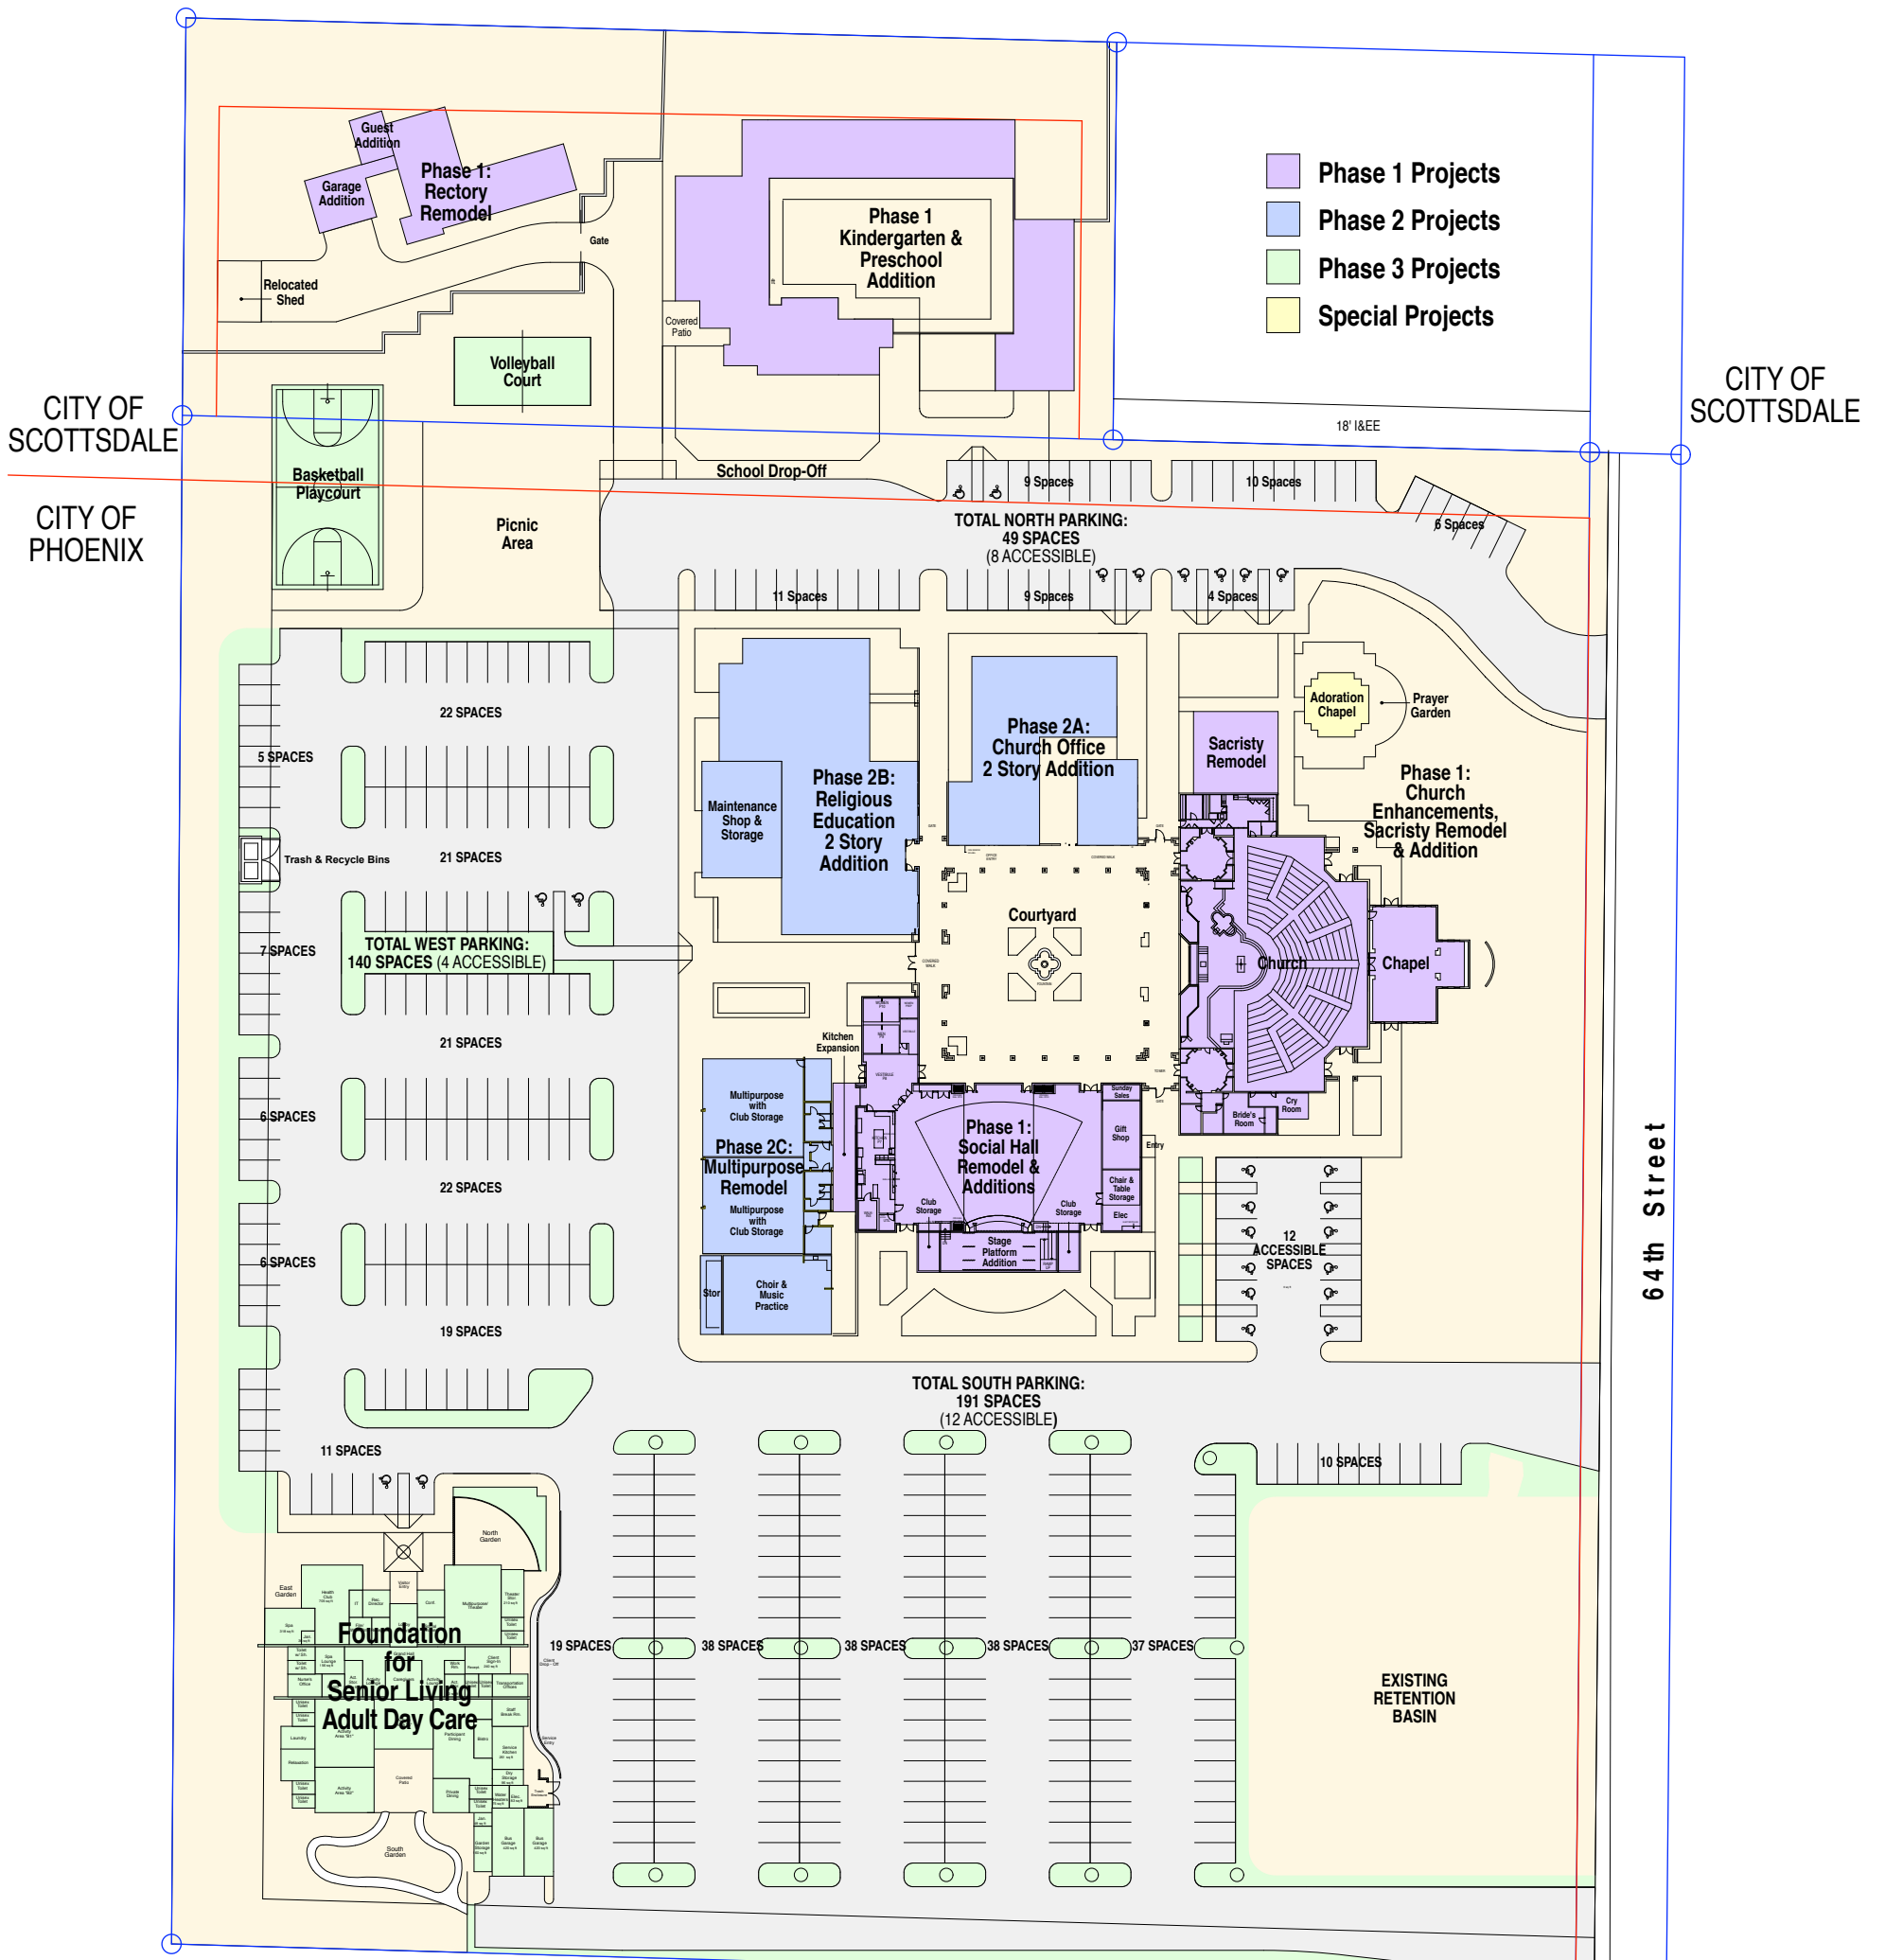 Phase 1 Projects
Phase 2 Projects
Phase 3 Projects
Special Projects
Guest
Addition
Garage
Addition
Phase 1:
Rectory
Remodel
Gate
Relocated
Shed
Phase 1
Kindergarten &
Preschool
Addition
Covered
Patio
Volleyball
Court
CITY OF
SCOTTSDALE
CITY OF
SCOTTSDALE
18' I&EE
CITY OF
PHOENIX
Basketball
Playcourt
Picnic
Area
School Drop-Off
9 Spaces
10 Spaces
6 Spaces
TOTAL NORTH PARKING:
49 SPACES
(8 ACCESSIBLE)
11 Spaces
9 Spaces
4 Spaces
22 SPACES
5 SPACES
21 SPACES
Trash & Recycle Bins
TOTAL WEST PARKING:
140 SPACES (4 ACCESSIBLE)
7 SPACES
21 SPACES
6 SPACES
22 SPACES
6 SPACES
19 SPACES
11 SPACES
Maintenance
Shop &
Storage
Phase 2B:
Religious
Education
2 Story
Addition
Phase 2A:
Church Office
2 Story Addition
Sacristy
Remodel
Adoration
Chapel
Prayer
Garden
Phase 1:
Church
Enhancements,
Sacristy Remodel
& Addition
Courtyard
Church
Chapel
Kitchen
Expansion
Multipurpose
with
Club Storage
Phase 2C:
Multipurpose
Remodel
Multipurpose
with
Club Storage
Stor
Choir &
Music
Practice
Phase 1:
Social Hall
Remodel &
Additions
Club
Storage
Club
Storage
Stage
Platform
Addition
Sunday
Sales
Gift
Shop
Chair &
Table
Storage
Elec
Entry
Bride's
Room
Cry
Room
12
ACCESSIBLE
SPACES
64th Street
TOTAL SOUTH PARKING:
191 SPACES
(12 ACCESSIBLE)
10 SPACES
19 SPACES
38 SPACES
38 SPACES
38 SPACES
37 SPACES
EXISTING
RETENTION
BASIN
North
Garden
East
Garden
Foundation
for
Senior Living
Adult Day Care
South
Garden